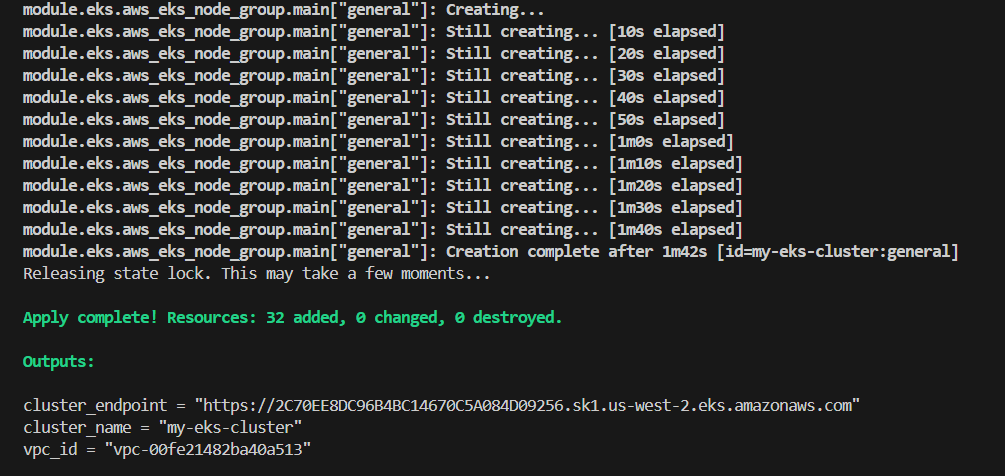 module.eks.aws_eks_node_group.main["general"]: Creating...
module.eks.aws_eks_node_group.main["general"]: Still creating... [10s elapsed]
module.eks.aws_eks_node_group.main["general"]: Still creating... [20s elapsed]
module.eks.aws_eks_node_group.main["general"]: Still creating... [30s elapsed]
module.eks.aws_eks_node_group.main["general"]: Still creating... [40s elapsed]
module.eks.aws_eks_node_group.main["general"]: Still creating... [50s elapsed]
module.eks.aws_eks_node_group.main["general"]: Still creating... [1m0s elapsed]
module.eks.aws_eks_node_group.main["general"]: Still creating... [1m10s elapsed]
module.eks.aws_eks_node_group.main["general"]: Still creating... [1m20s elapsed]
module.eks.aws_eks_node_group.main["general"]: Still creating... [1m30s elapsed]
module.eks.aws_eks_node_group.main["general"]: Still creating... [1m40s elapsed]
module.eks.aws_eks_node_group.main["general"]: Creation complete after 1m42s [id=my-eks-cluster:general]
Releasing state lock. This may take a few moments...
Apply complete! Resources: 32 added, 0 changed, 0 destroyed.
Outputs:
cluster_endpoint = "https://2C70EE8DC96B4BC14670C5A084D09256.sk1.us-west-2.eks.amazonaws.com"
cluster_name = "my-eks-cluster"
vpc_id = "vpc-00fe21482ba40a513"